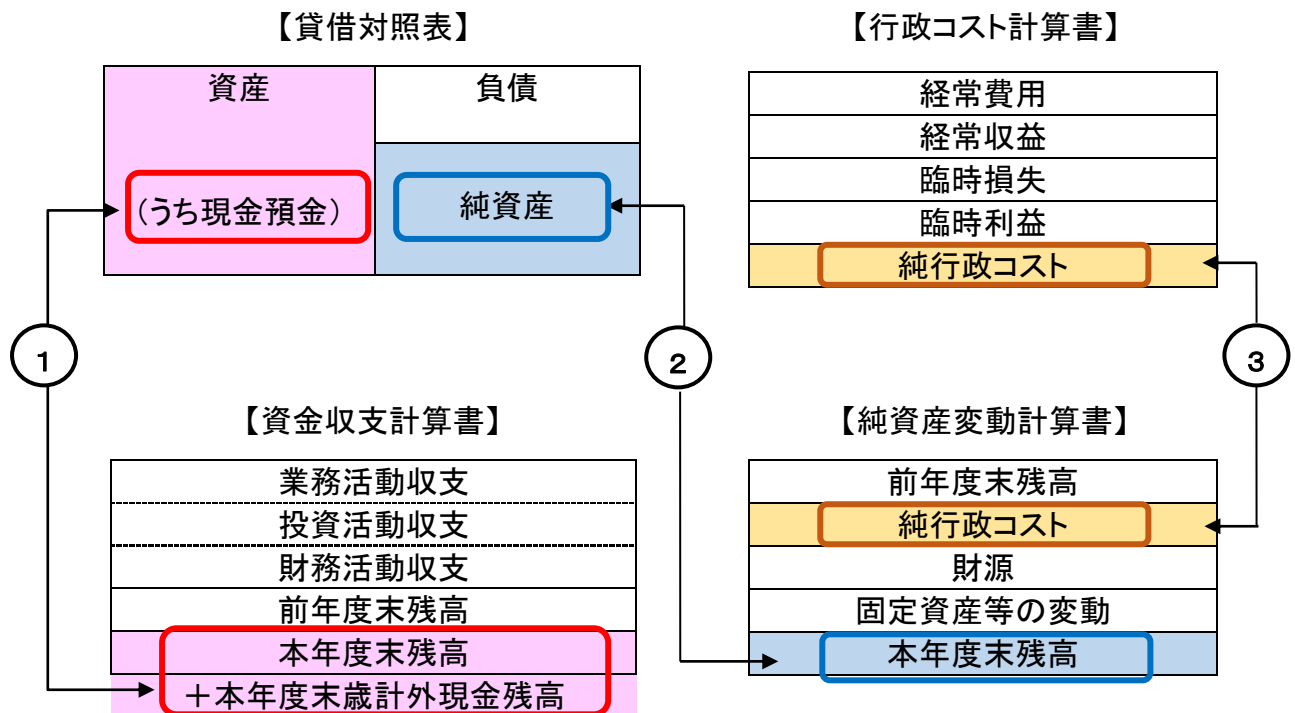 【貸借対照表】
資産
負債
(うち現金預金)
純資産
【行政コスト計算書】
経常費用
経常収益
臨時損失
臨時利益
純行政コスト
1
2
3
【資金収支計算書】
業務活動収支
投資活動収支
財務活動収支
前年度末残高
本年度末残高
+本年度末歳計外現金残高
【純資産変動計算書】
前年度末残高
純行政コスト
財源
固定資産等の変動
本年度末残高